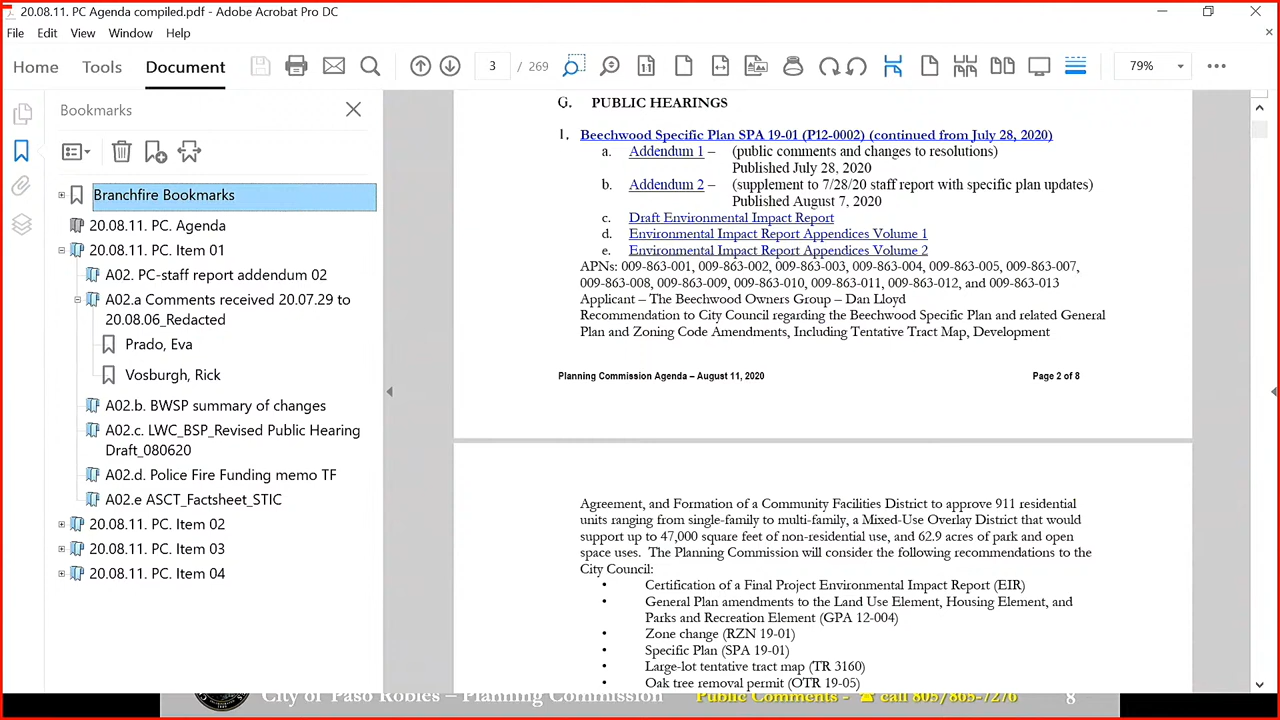 20.08.11. PC Agenda compiled.pdf - Adobe Acrobat Pro DC
File Edit View Window Help
Home Tools Document 3 / 269 79%
Bookmarks
Branchfire Bookmarks
20.08.11. PC. Agenda
20.08.11. PC. Item 01
A02. PC-staff report addendum 02
A02.a Comments received 20.07.29 to
20.08.06_Redacted
Prado, Eva
Vosburgh, Rick
A02.b. BWSP summary of changes
A02.c. LWC_BSP_Revised Public Hearing
Draft_080620
A02.d. Police Fire Funding memo TF
A02.e ASCT_Factsheet_STIC
20.08.11. PC. Item 02
20.08.11. PC. Item 03
20.08.11. PC. Item 04
G. PUBLIC HEARINGS
1. Beechwood Specific Plan SPA 19-01 (P12-0002) (continued from July 28, 2020)
a. Addendum 1 – (public comments and changes to resolutions)
Published July 28, 2020
b. Addendum 2 – (supplement to 7/28/20 staff report with specific plan updates)
Published August 7, 2020
c. Draft Environmental Impact Report
d. Environmental Impact Report Appendices Volume 1
e. Environmental Impact Report Appendices Volume 2
APNs: 009-863-001, 009-863-002, 009-863-003, 009-863-004, 009-863-005, 009-863-007,
009-863-008, 009-863-009, 009-863-010, 009-863-011, 009-863-012, and 009-863-013
Applicant – The Beechwood Owners Group – Dan Lloyd
Recommendation to City Council regarding the Beechwood Specific Plan and related General
Plan and Zoning Code Amendments, Including Tentative Tract Map, Development
Planning Commission Agenda – August 11, 2020 Page 2 of 8
Agreement, and Formation of a Community Facilities District to approve 911 residential
units ranging from single-family to multi-family, a Mixed-Use Overlay District that would
support up to 47,000 square feet of non-residential use, and 62.9 acres of park and open
space uses. The Planning Commission will consider the following recommendations to the
City Council:
• Certification of a Final Project Environmental Impact Report (EIR)
• General Plan amendments to the Land Use Element, Housing Element, and
Parks and Recreation Element (GPA 12-004)
• Zone change (RZN 19-01)
• Specific Plan (SPA 19-01)
• Large-lot tentative tract map (TR 3160)
• Oak tree removal permit (OTR 19-05)
City of Paso Robles – Planning Commission Public Comments - ☎ call 805/805-7276 8